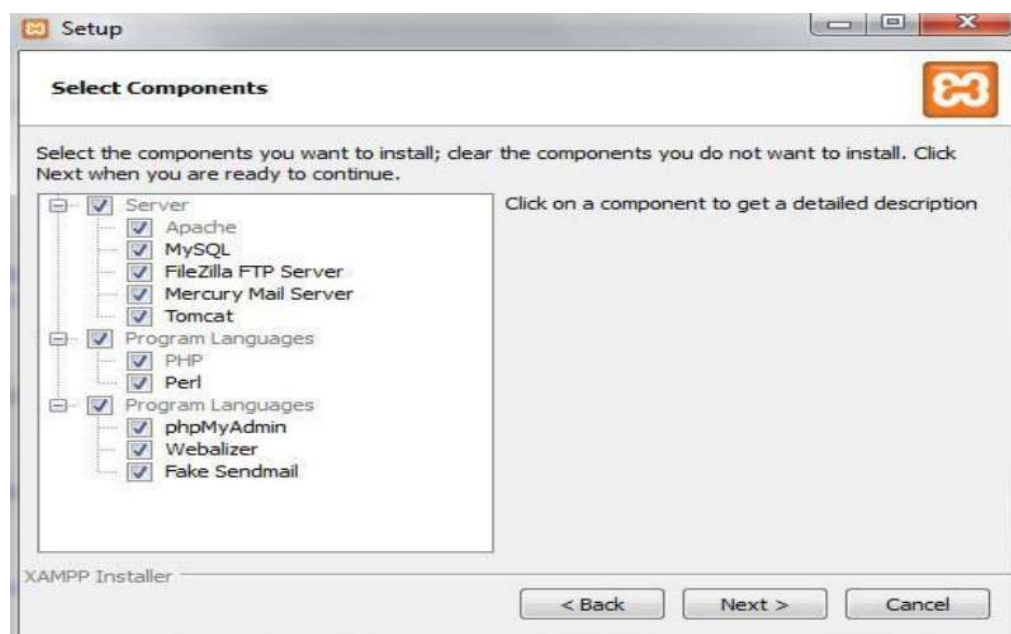 Setup
Select Components
Select the components you want to install; clear the components you do not want to install. Click
Next when you are ready to continue.
Server
Apache
MySQL
FileZilla FTP Server
Mercury Mail Server
Tomcat
Program Languages
PHP
Perl
Program Languages
phpMyAdmin
Webalizer
Fake Sendmail
Click on a component to get a detailed description
XAMPP Installer
< Back
Next >
Cancel